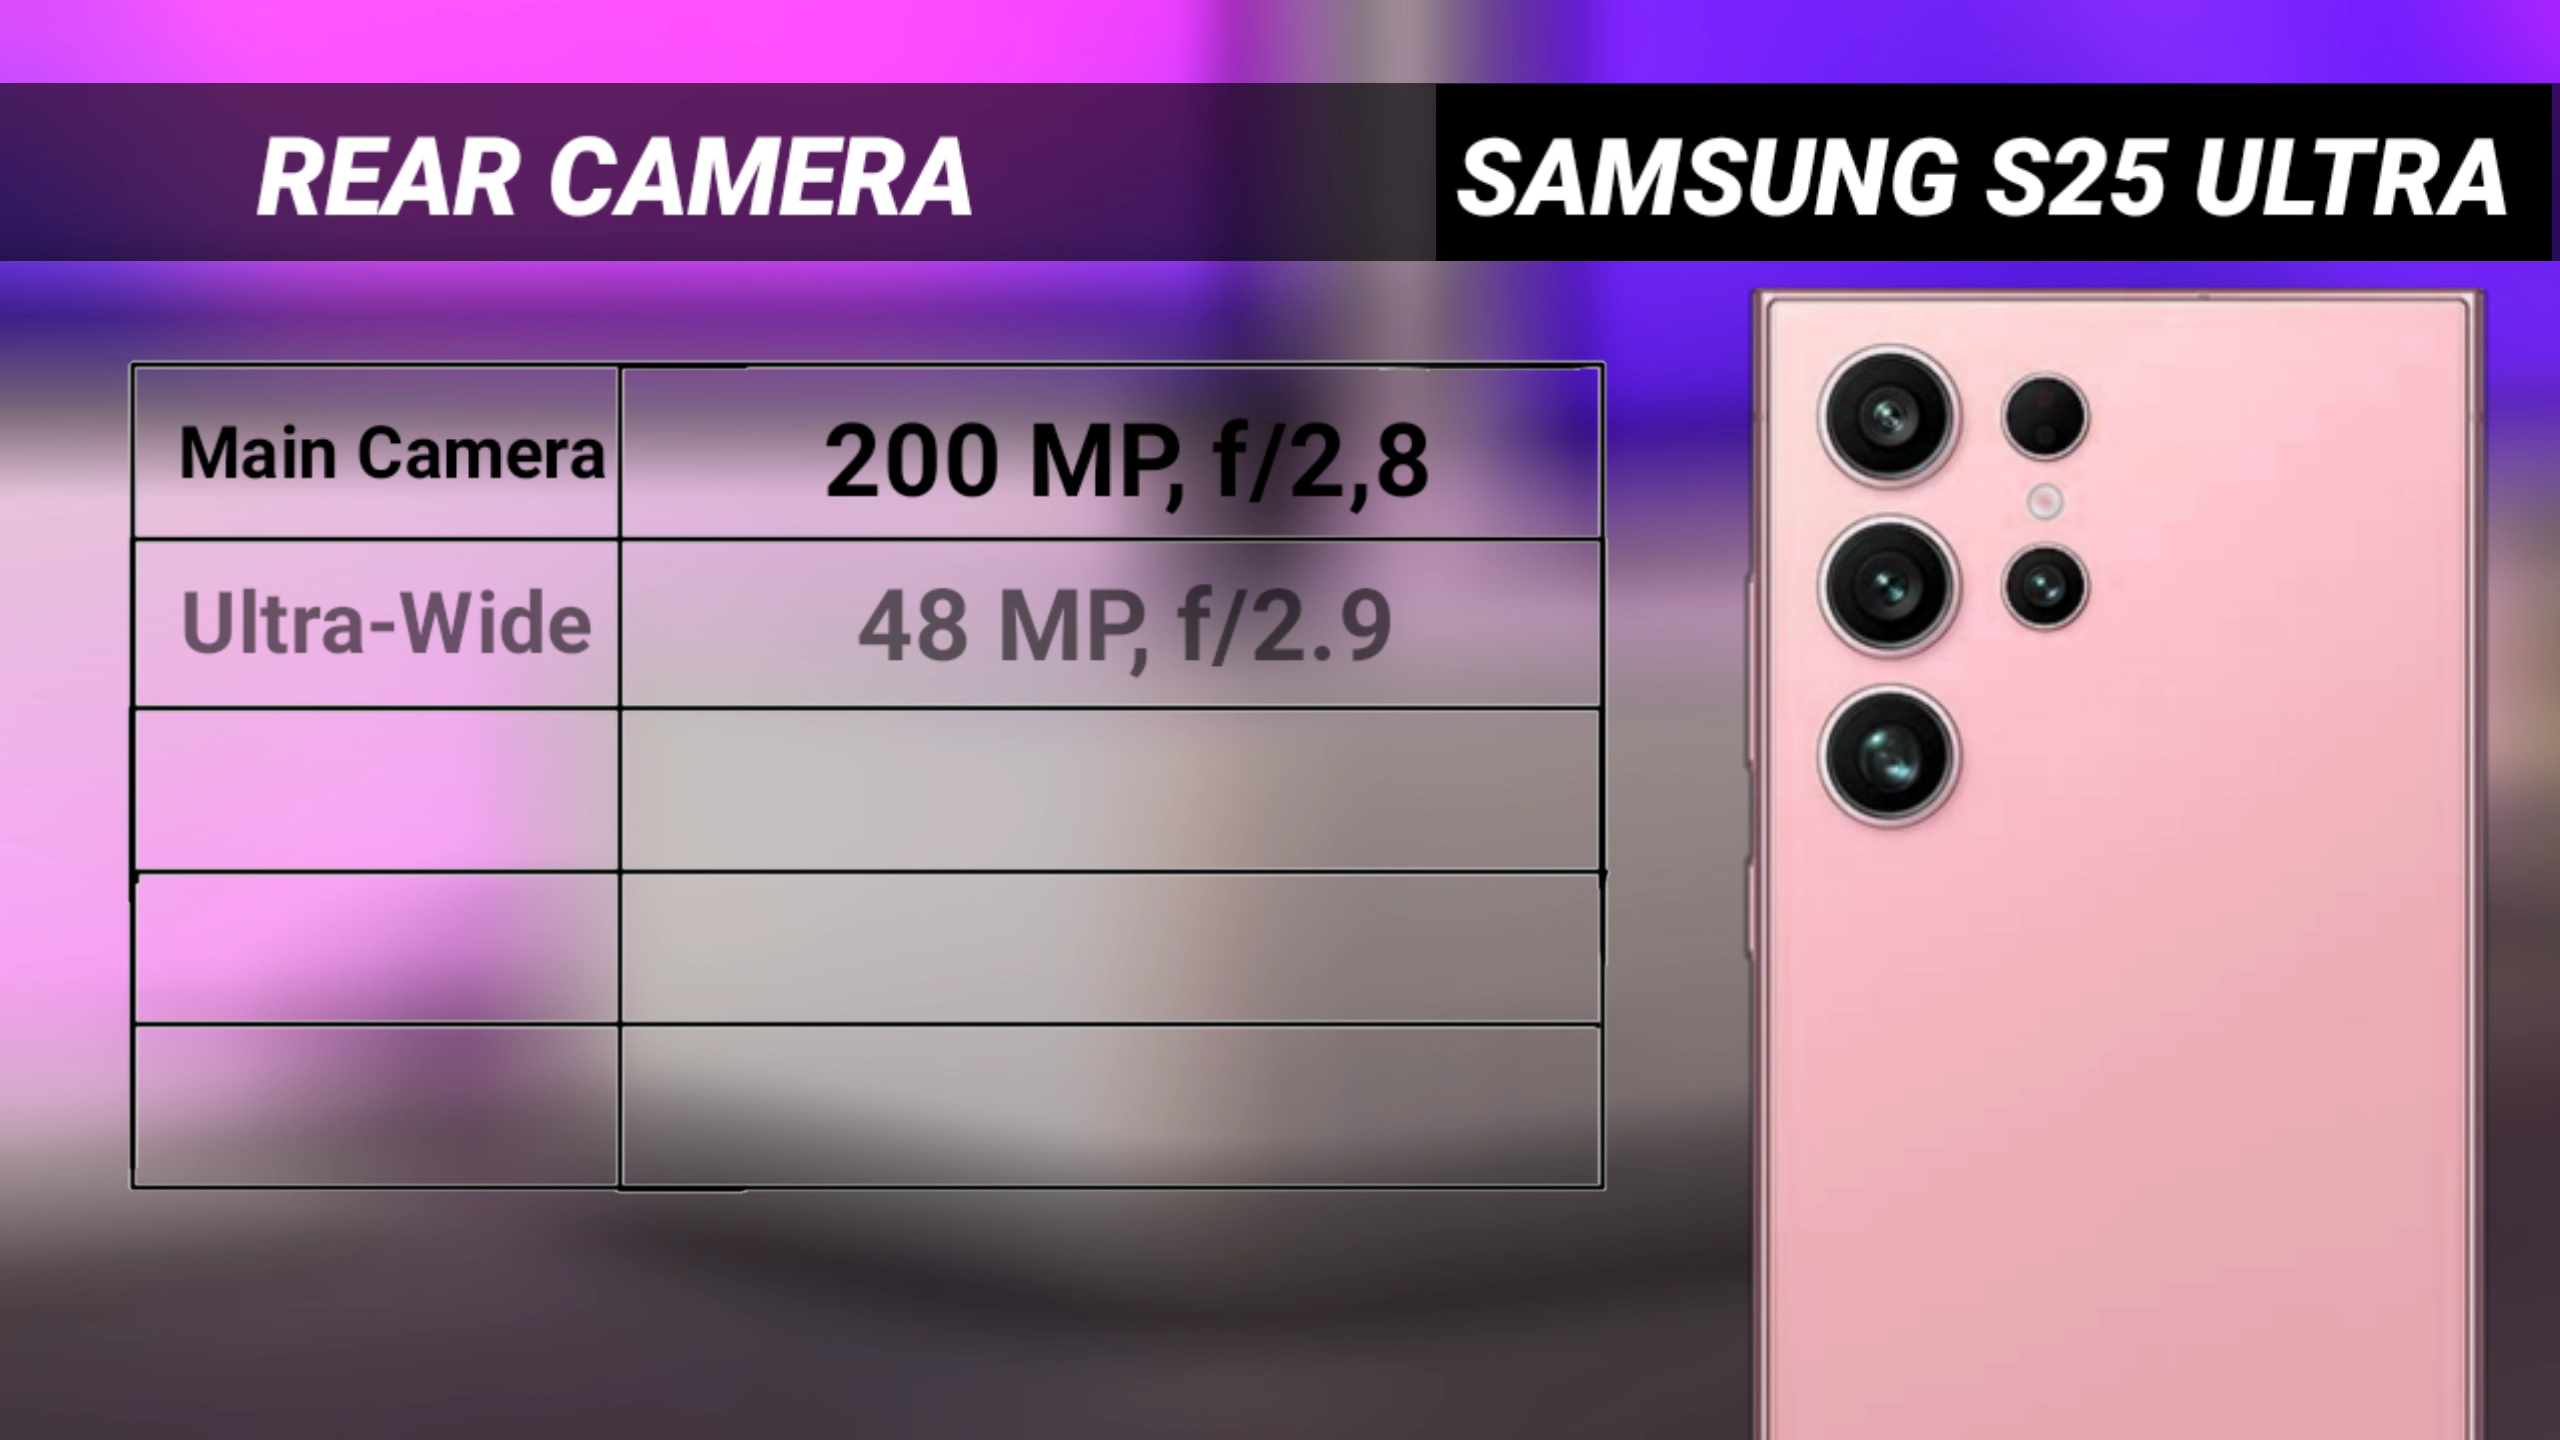 REAR CAMERA
SAMSUNG S25 ULTRA
Main Camera
200 MP, f/2,8
Ultra-Wide
48 MP, f/2.9